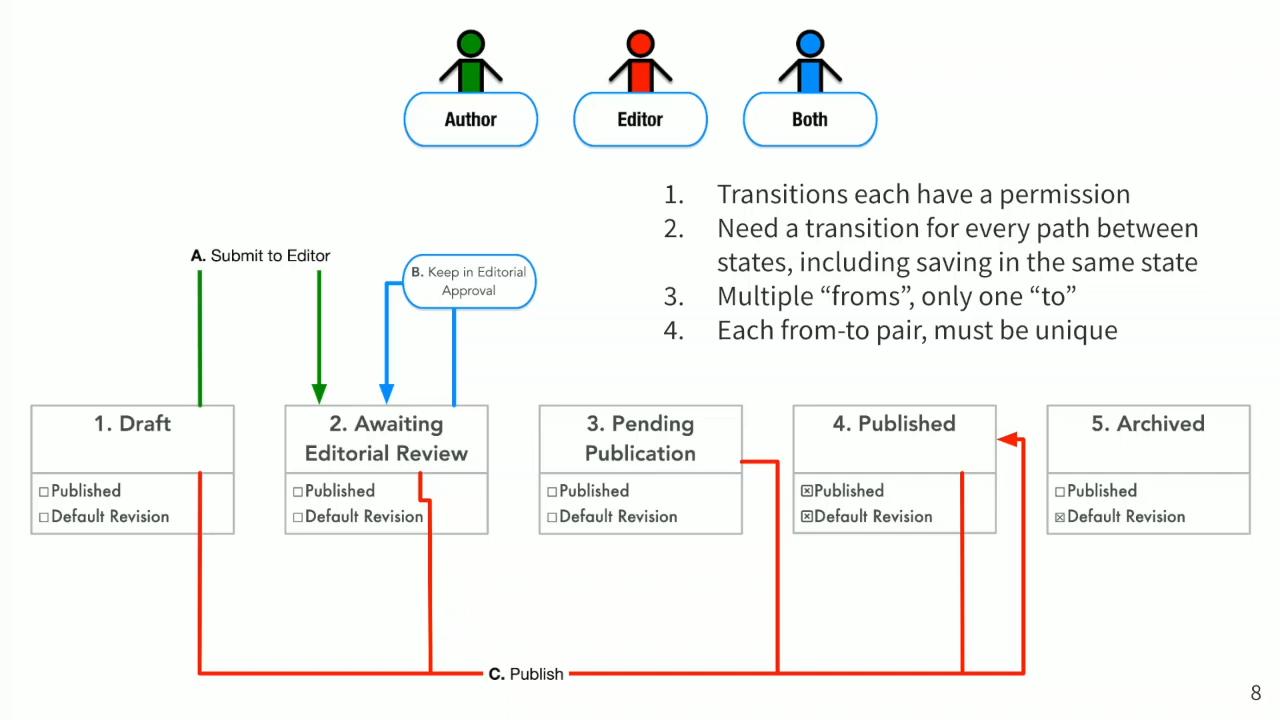 Author
Editor
Both
1. Transitions each have a permission
2. Need a transition for every path between
states, including saving in the same state
3. Multiple “froms”, only one “to”
4. Each from-to pair, must be unique
A. Submit to Editor
B. Keep in Editorial
Approval
1. Draft
Published
Default Revision
2. Awaiting
Editorial Review
Published
Default Revision
3. Pending
Publication
Published
Default Revision
4. Published
Published
Default Revision
5. Archived
Published
Default Revision
C. Publish
8